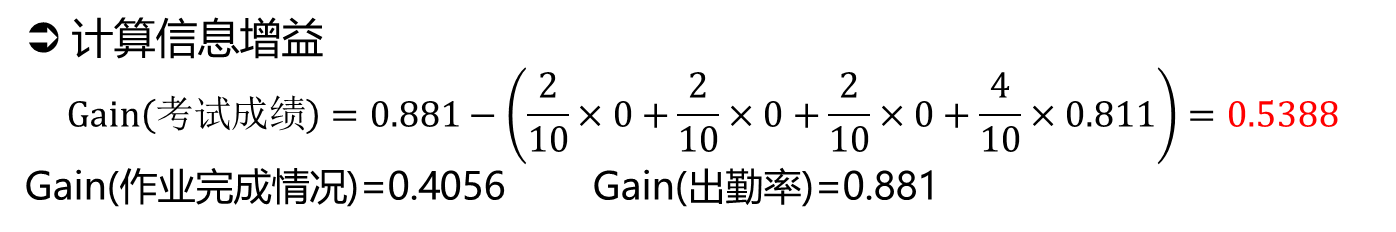 ➲ 计算信息增益
Gain(考试成绩) = 0.881 − (2/10 × 0 + 2/10 × 0 + 2/10 × 0 + 4/10 × 0.811) = 0.5388
Gain(作业完成情况)=0.4056 Gain(出勤率)=0.881